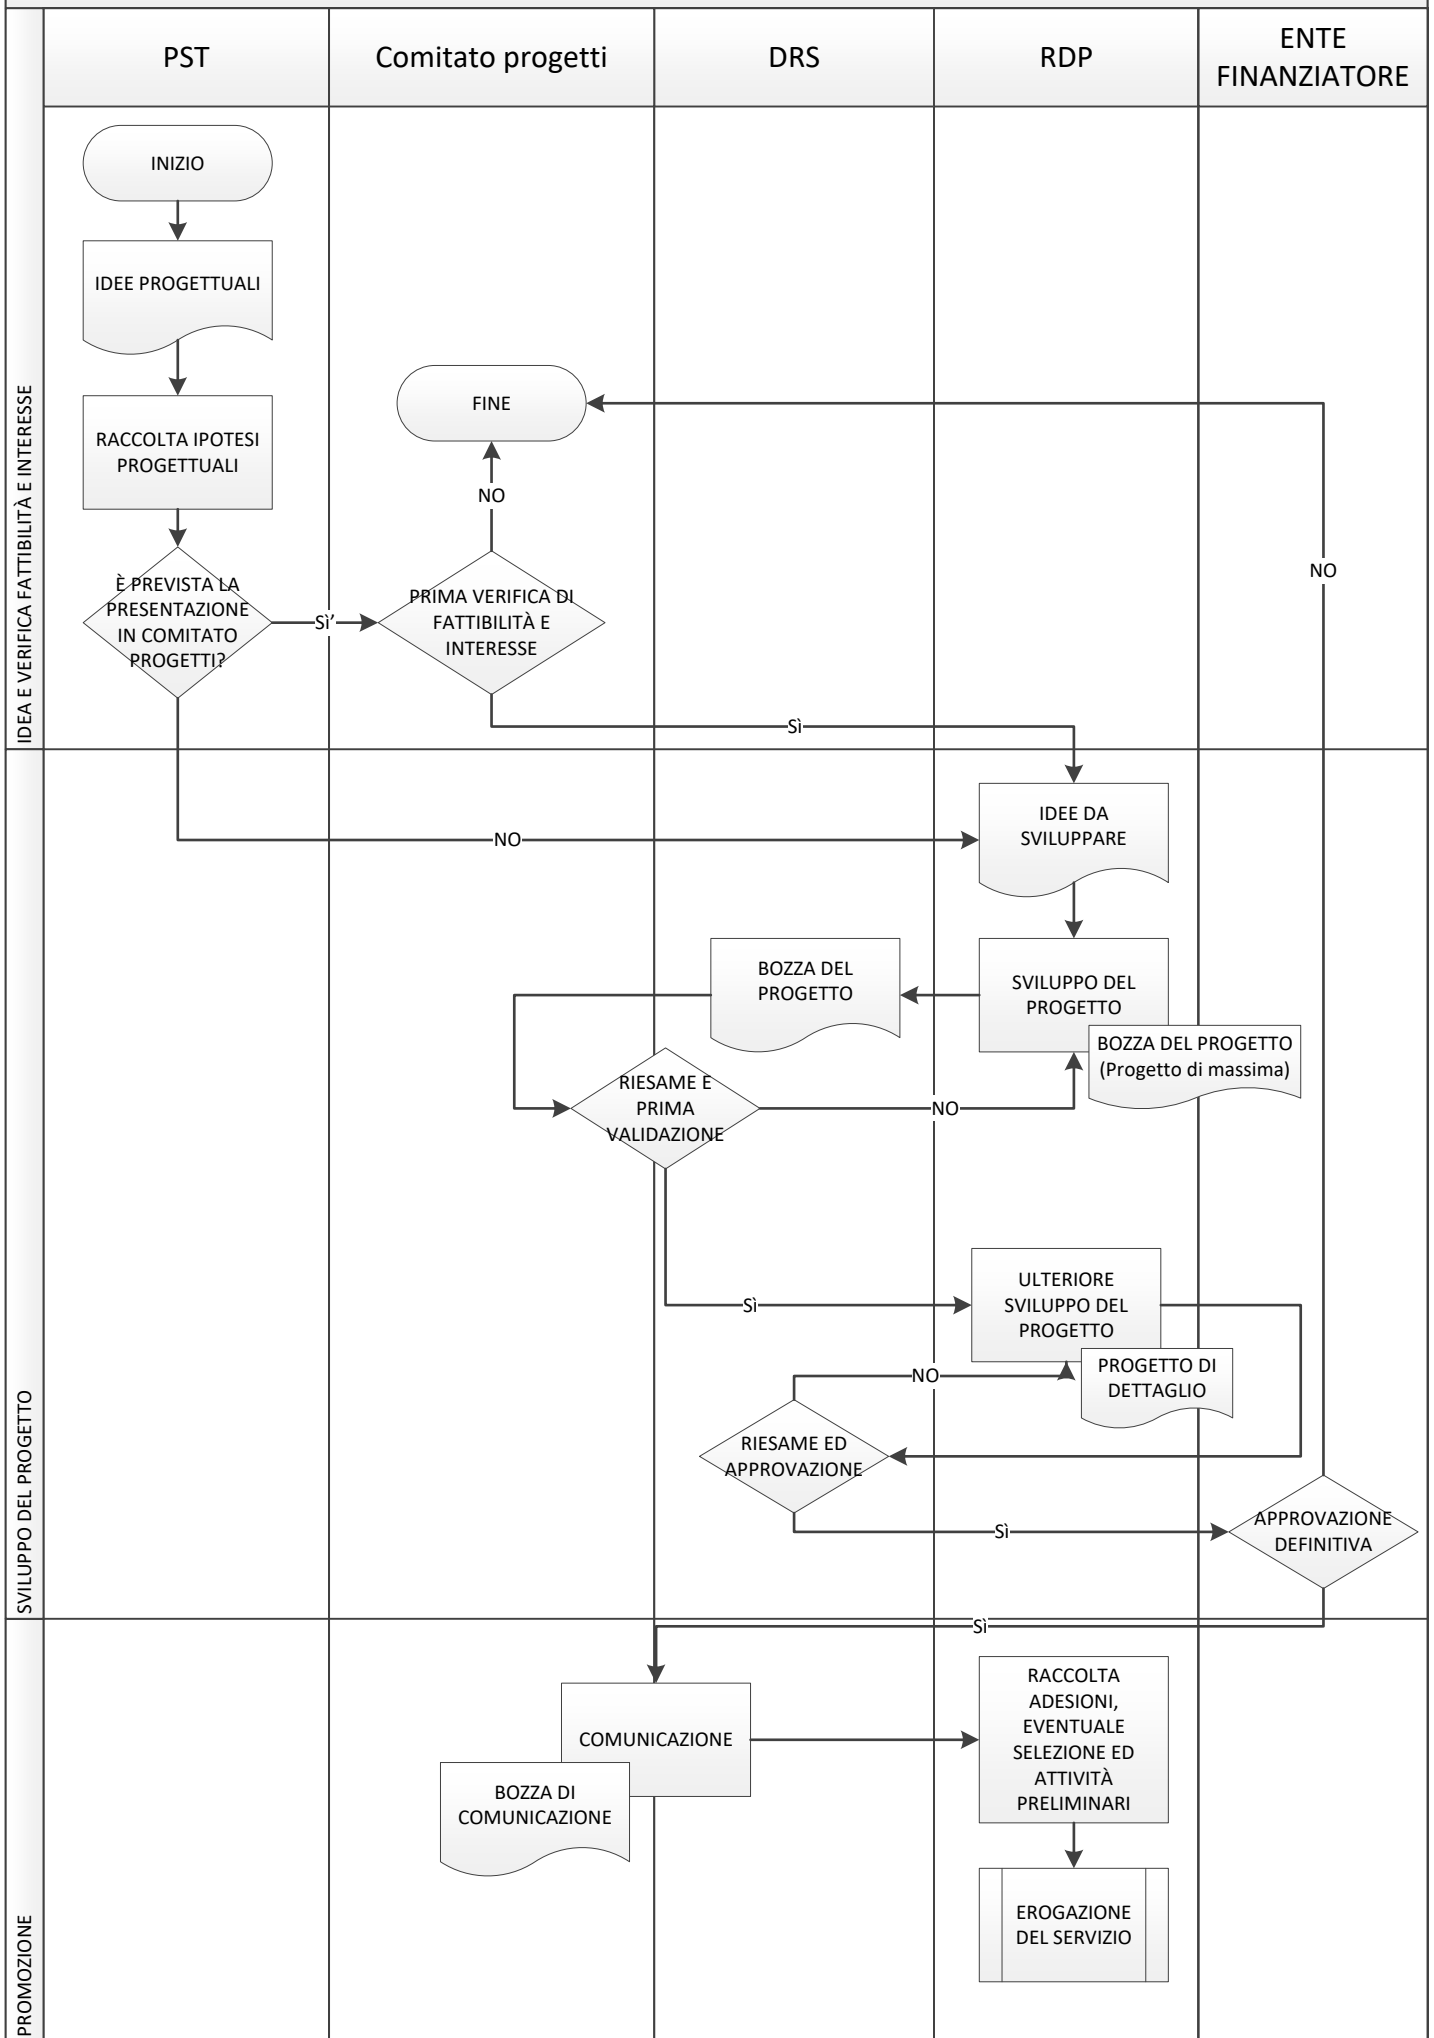 PST
Comitato progetti
DRS
RDP
ENTE
FINANZIATORE
IDEA E VERIFICA FATTIBILITÀ E INTERESSE
INIZIO
IDEE PROGETTUALI
RACCOLTA IPOTESI
PROGETTUALI
FINE
NO
NO
È PREVISTA LA
PRESENTAZIONE
IN COMITATO
PROGETTI?
Sì'
PRIMA VERIFICA DI
FATTIBILITÀ E
INTERESSE
Sì
SVILUPPO DEL PROGETTO
IDEE DA
SVILUPPARE
NO
BOZZA DEL
PROGETTO
SVILUPPO DEL
PROGETTO
BOZZA DEL PROGETTO
(Progetto di massima)
RIESAME E
PRIMA
VALIDAZIONE
NO
Sì
ULTERIORE
SVILUPPO DEL
PROGETTO
PROGETTO DI
DETTAGLIO
NO
RIESAME ED
APPROVAZIONE
Sì
APPROVAZIONE
DEFINITIVA
Sì
PROMOZIONE
COMUNICAZIONE
BOZZA DI
COMUNICAZIONE
RACCOLTA
ADESIONI,
EVENTUALE
SELEZIONE ED
ATTIVITÀ
PRELIMINARI
EROGAZIONE
DEL SERVIZIO